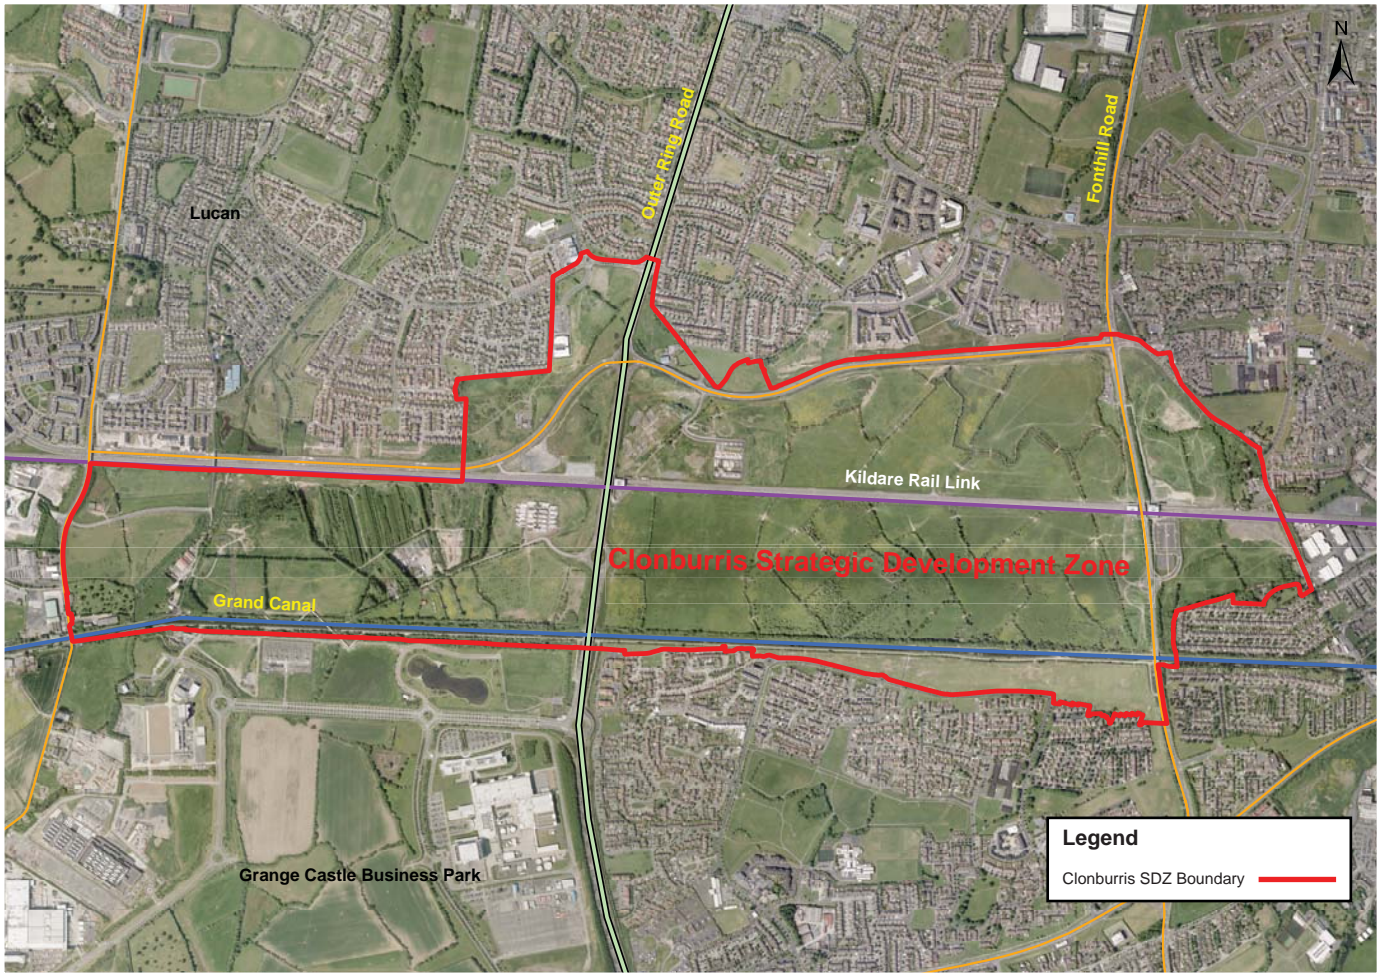 N
Outer Ring Road
Fonthill Road
Lucan
Kildare Rail Link
Clonburris Strategic Development Zone
Grand Canal
Grange Castle Business Park
Legend
Clonburris SDZ Boundary